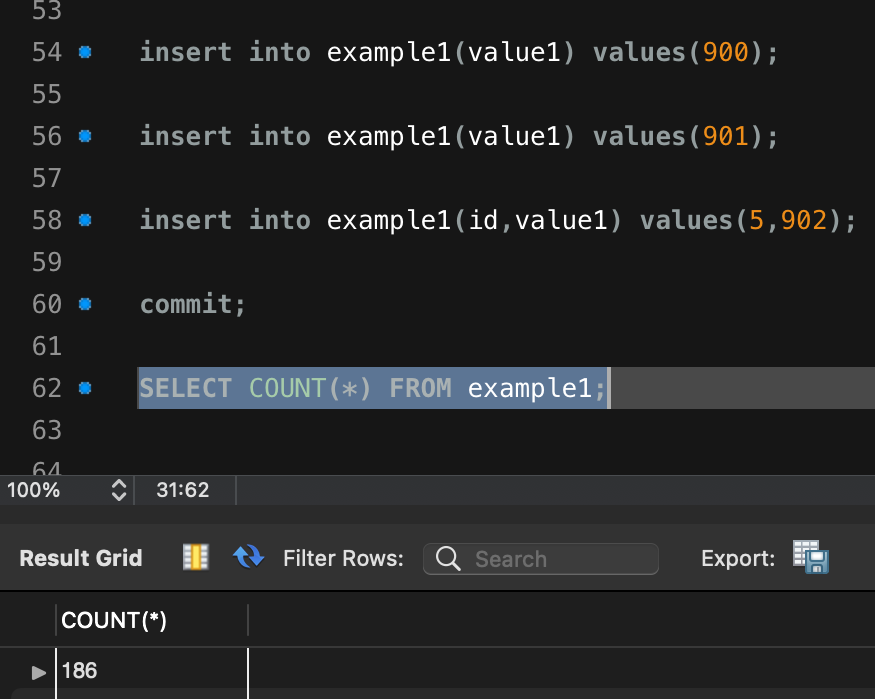 53
54 insert into example1(value1) values(900);
55
56 insert into example1(value1) values(901);
57
58 insert into example1(id,value1) values(5,902);
59
60 commit;
61
62 SELECT COUNT(*) FROM example1;
63
64
100% 31:62
Result Grid Filter Rows: Search Export:
COUNT(*)
186